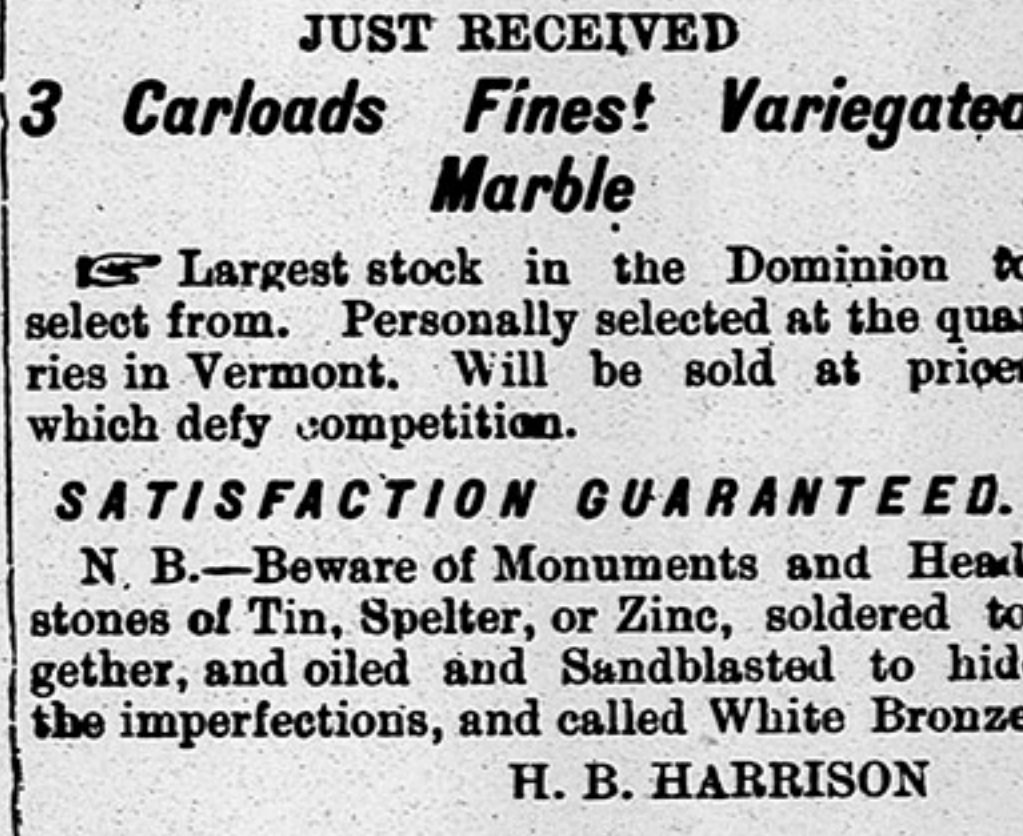 JUST RECEIVED
3 Carloads Finest Variegated
Marble
☞ Largest stock in the Dominion to
select from. Personally selected at the quar
ries in Vermont. Will be sold at prices
which defy competition.
SATISFACTION GUARANTEED.
N. B.—Beware of Monuments and Head
stones of Tin, Spelter, or Zinc, soldered to
gether, and oiled and Sandblasted to hide
the imperfections, and called White Bronze
H. B. HARRISON